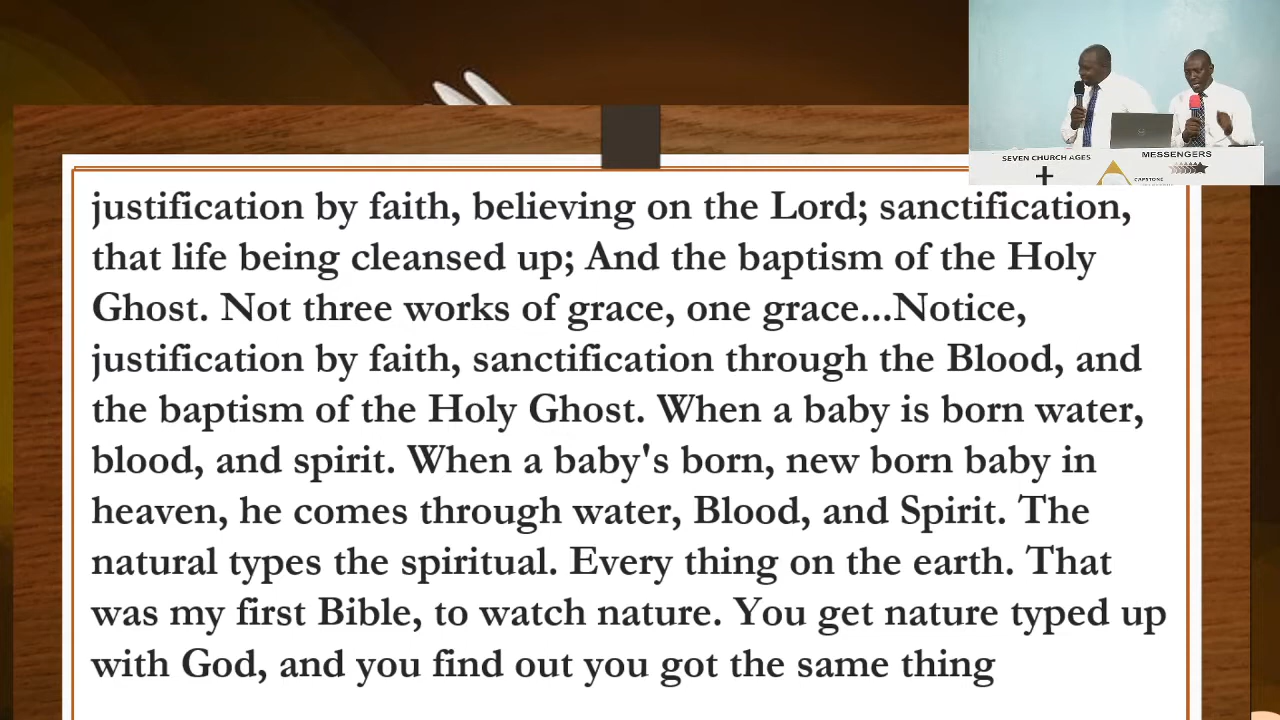 SEVEN CHURCH AGES
MESSENGERS
CAPSTONE
justification by faith, believing on the Lord; sanctification,
that life being cleansed up; And the baptism of the Holy
Ghost. Not three works of grace, one grace...Notice,
justification by faith, sanctification through the Blood, and
the baptism of the Holy Ghost. When a baby is born water,
blood, and spirit. When a baby's born, new born baby in
heaven, he comes through water, Blood, and Spirit. The
natural types the spiritual. Every thing on the earth. That
was my first Bible, to watch nature. You get nature typed up
with God, and you find out you got the same thing